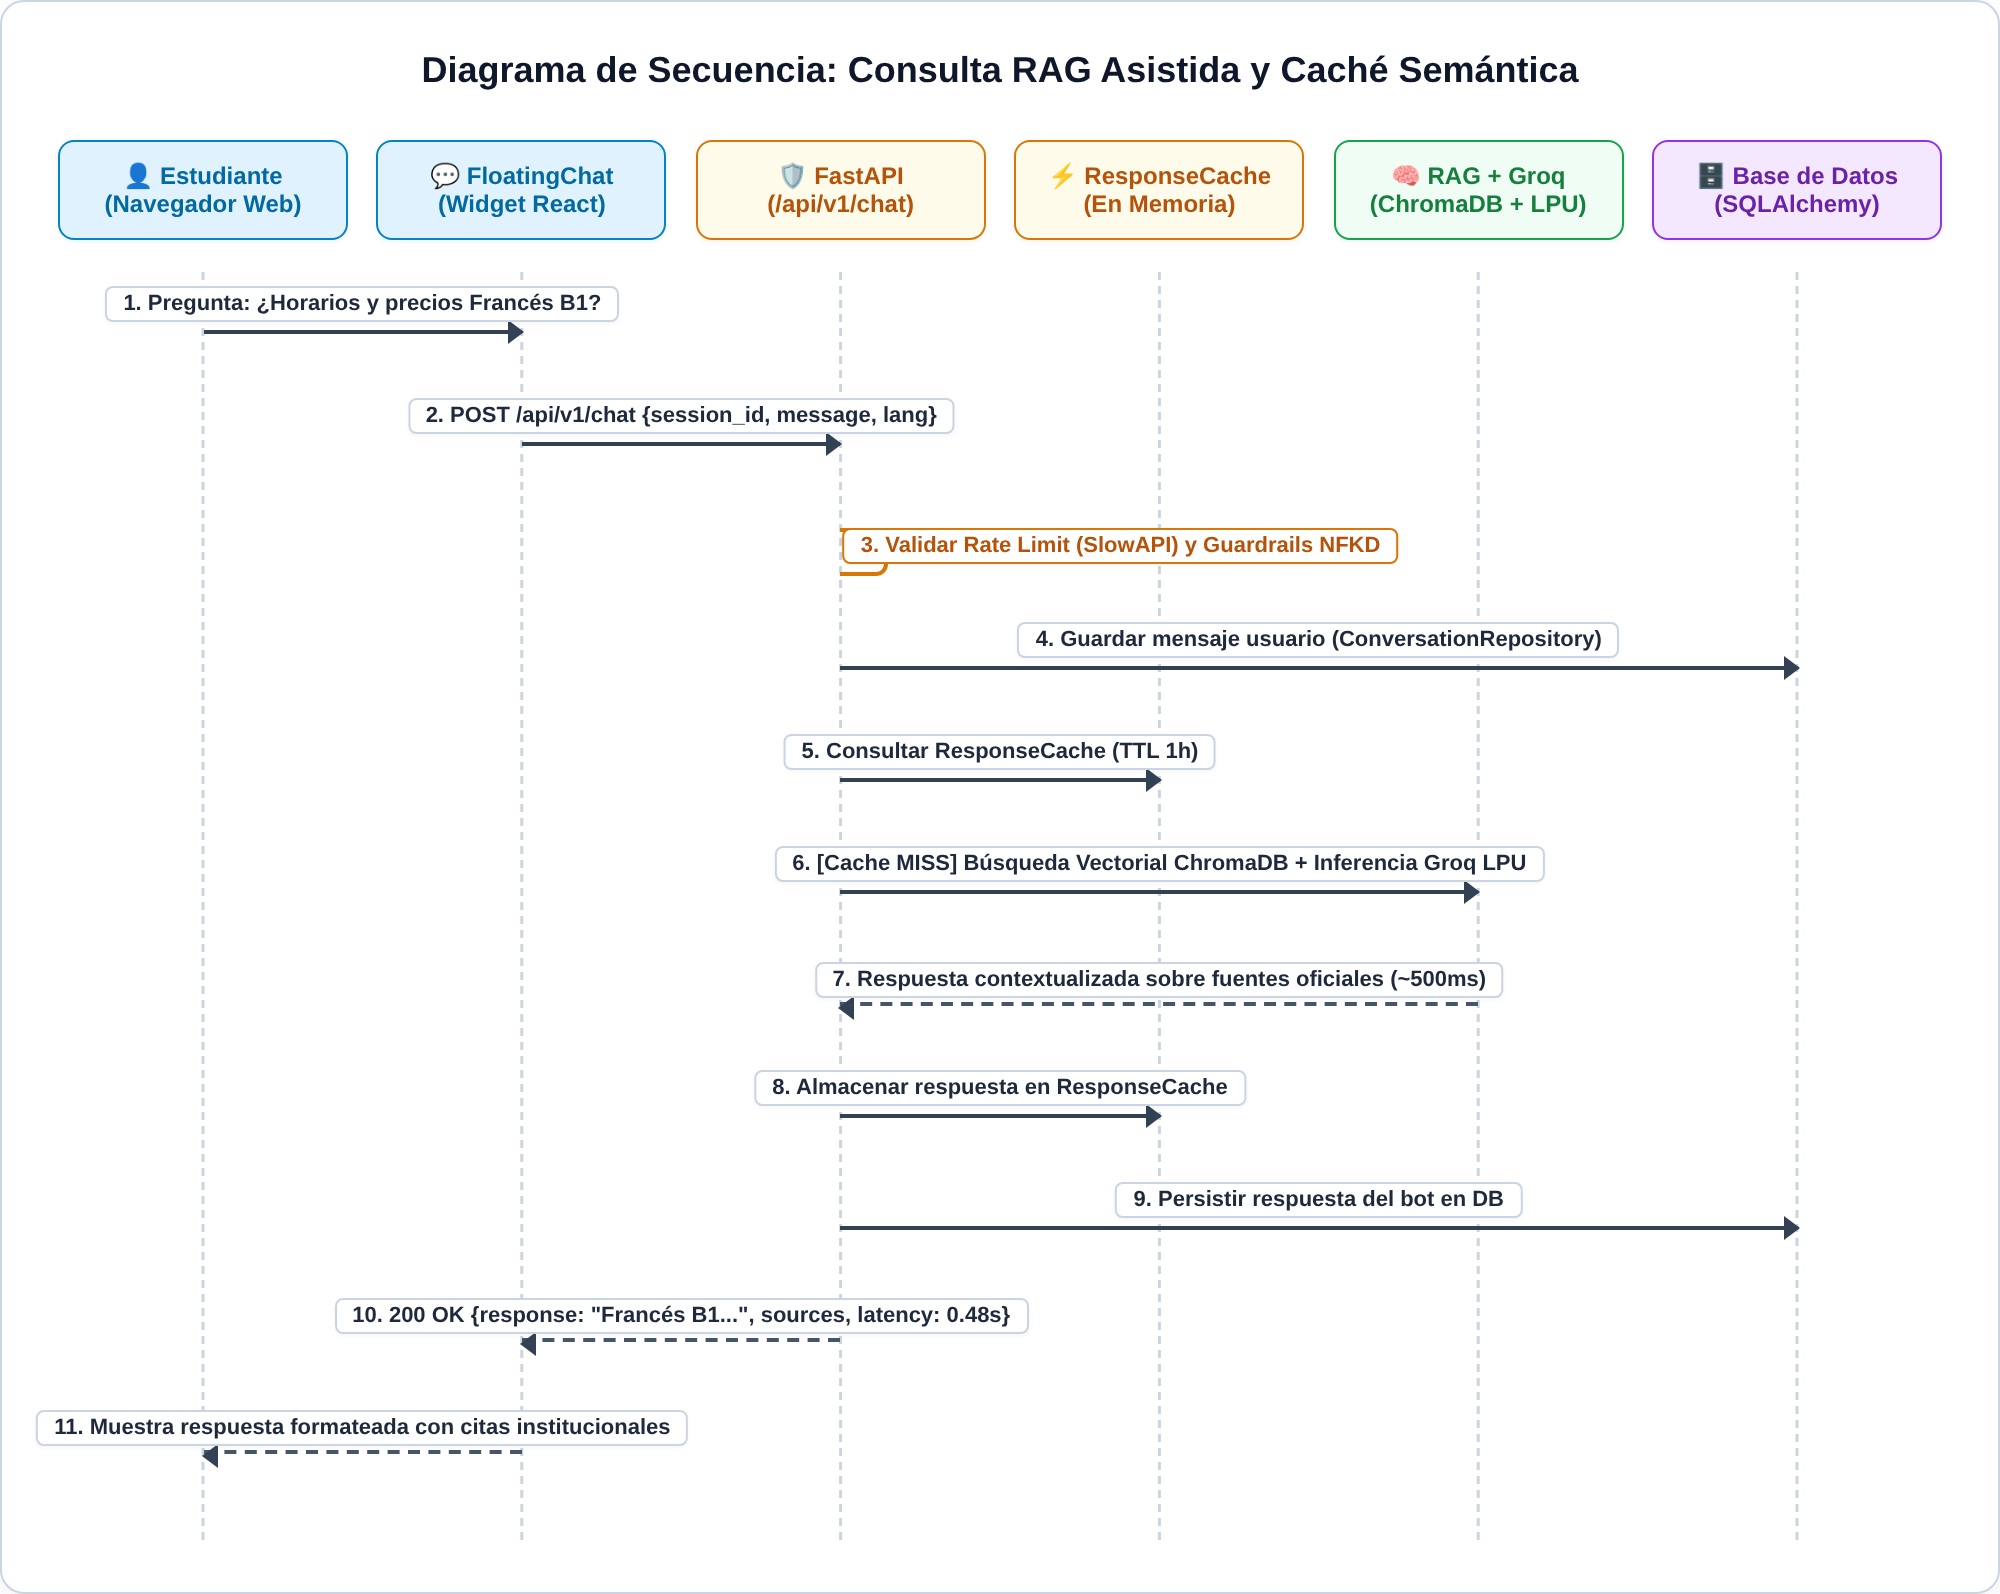 Diagrama de Secuencia: Consulta RAG Asistida y Caché Semántica
👤 Estudiante
(Navegador Web)
💬 FloatingChat
(Widget React)
🛡️ FastAPI
(/api/v1/chat)
⚡ ResponseCache
(En Memoria)
🧠 RAG + Groq
(ChromaDB + LPU)
🗄️ Base de Datos
(SQLAlchemy)
1. Pregunta: ¿Horarios y precios Francés B1?
2. POST /api/v1/chat {session_id, message, lang}
3. Validar Rate Limit (SlowAPI) y Guardrails NFKD
4. Guardar mensaje usuario (ConversationRepository)
5. Consultar ResponseCache (TTL 1h)
6. [Cache MISS] Búsqueda Vectorial ChromaDB + Inferencia Groq LPU
7. Respuesta contextualizada sobre fuentes oficiales (~500ms)
8. Almacenar respuesta en ResponseCache
9. Persistir respuesta del bot en DB
10. 200 OK {response: "Francés B1...", sources, latency: 0.48s}
11. Muestra respuesta formateada con citas institucionales